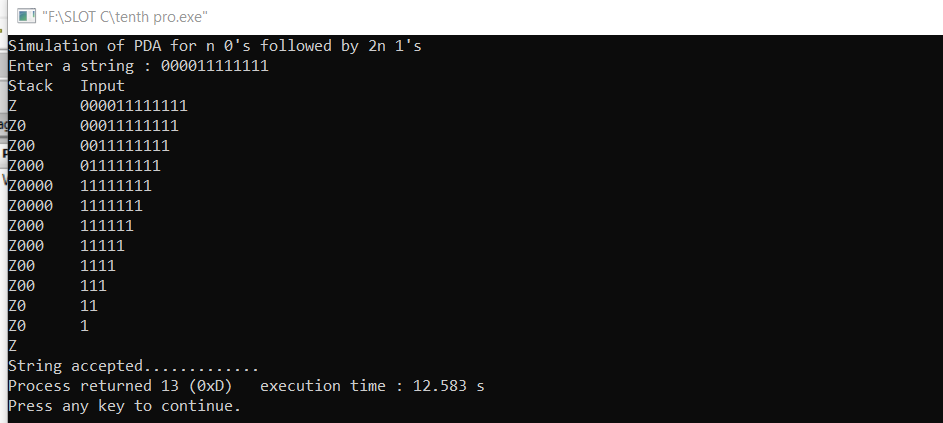 "F:\SLOT C\tenth pro.exe"
Simulation of PDA for n 0's followed by 2n 1's
Enter a string : 000011111111
Stack   Input
Z       000011111111
Z0      00011111111
Z00     0011111111
Z000    011111111
Z0000   11111111
Z0000   1111111
Z000    111111
Z000    11111
Z00     1111
Z00     111
Z0      11
Z0      1
Z
String accepted.............
Process returned 13 (0xD)   execution time : 12.583 s
Press any key to continue.